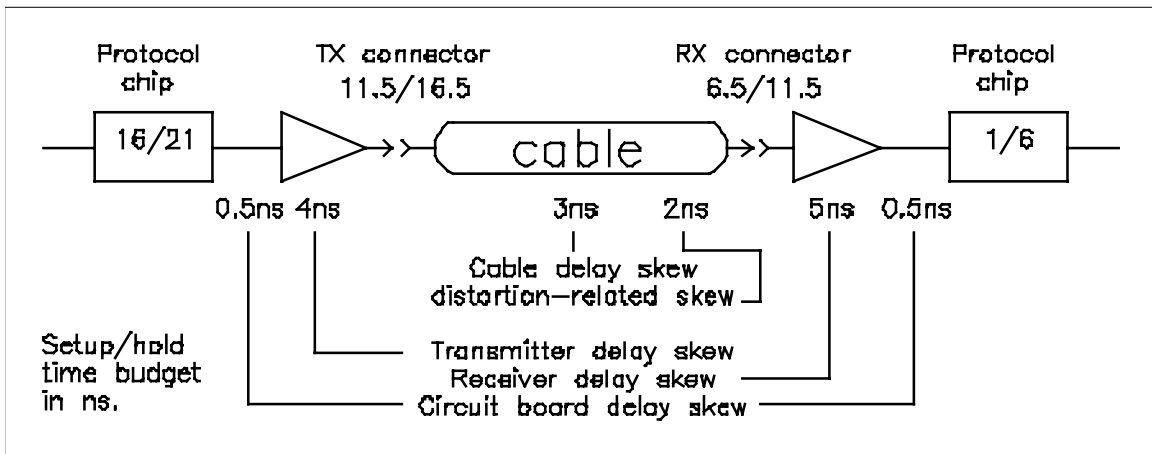 Protocol chip
TX connector
11.5/16.5
RX connector
6.5/11.5
Protocol chip
16/21
cable
1/6
0.5ns 4ns 3ns 2ns 5ns 0.5ns
Cable delay skew
distortion-related skew
Setup/hold
time budget
in ns.
Transmitter delay skew
Receiver delay skew
Circuit board delay skew